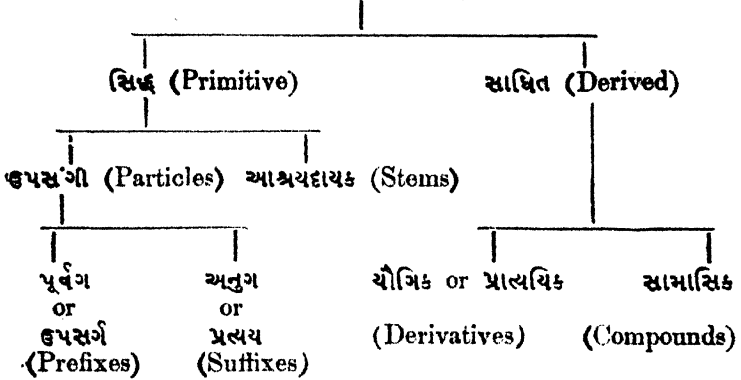 સિદ્ધ (Primitive) સાધિત (Derived)
ઉપસંગી (Particles) આશ્રયદાયક (Stems)
પૂર્વગ અનુગ યૌગિક or પ્રાત્યયિક સામાસિક
or or
ઉપસર્ગ પ્રત્યય (Derivatives) (Compounds)
(Prefixes) (Suffixes)